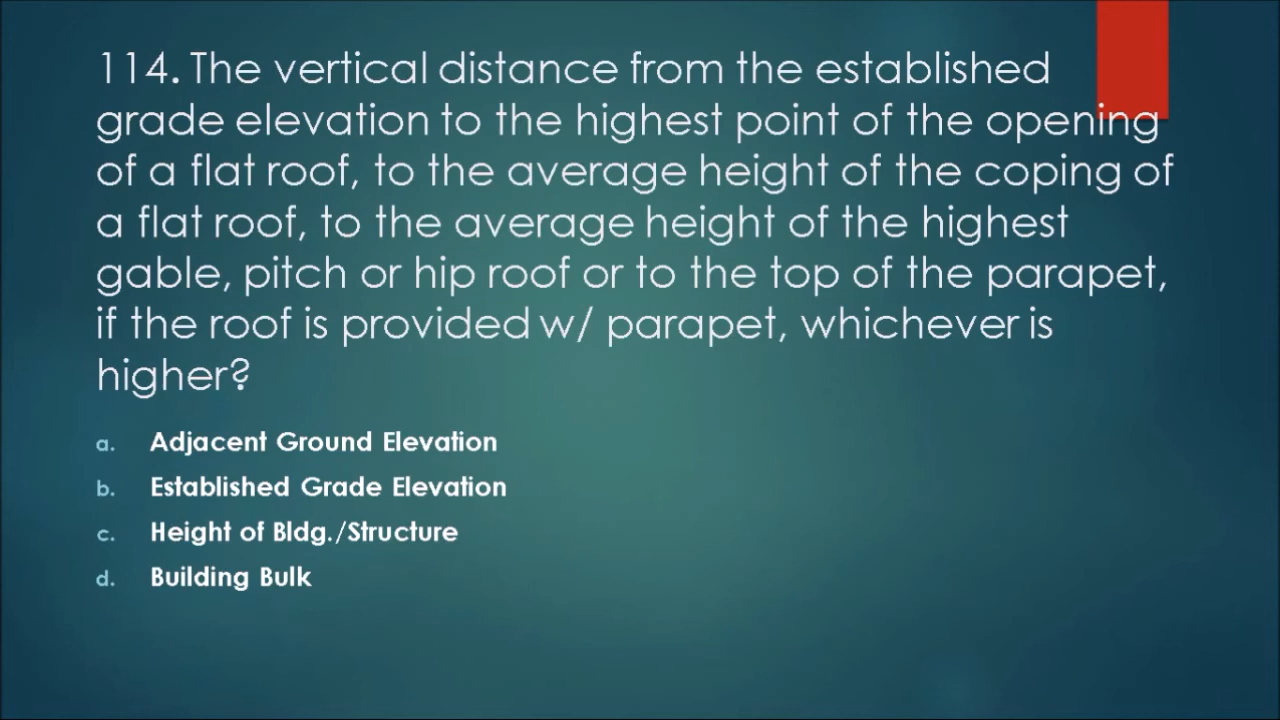 114. The vertical distance from the established
grade elevation to the highest point of the opening
of a flat roof, to the average height of the coping of
a flat roof, to the average height of the highest
gable, pitch or hip roof or to the top of the parapet,
if the roof is provided w/ parapet, whichever is
higher?
a. Adjacent Ground Elevation
b. Established Grade Elevation
c. Height of Bldg./Structure
d. Building Bulk